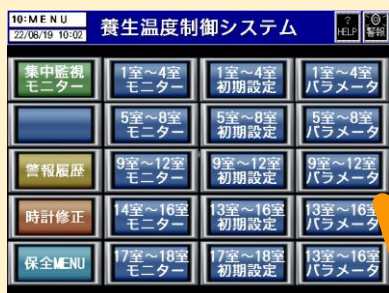 10:MENU
22/08/19 10:02
養生温度制御システム
?
HELP
警報
集中監視
モニター
1室～4室
モニター
1室～4室
初期設定
1室～4室
パラメータ
5室～8室
モニター
5室～8室
初期設定
5室～8室
パラメータ
警報履歴
9室～12室
モニター
9室～12室
初期設定
9室～12室
パラメータ
時計修正
14室～16室
モニター
13室～16室
初期設定
13室～16室
パラメータ
保全MENU
17室～18室
モニター
17室～18室
初期設定
13室～16室
パラメータ